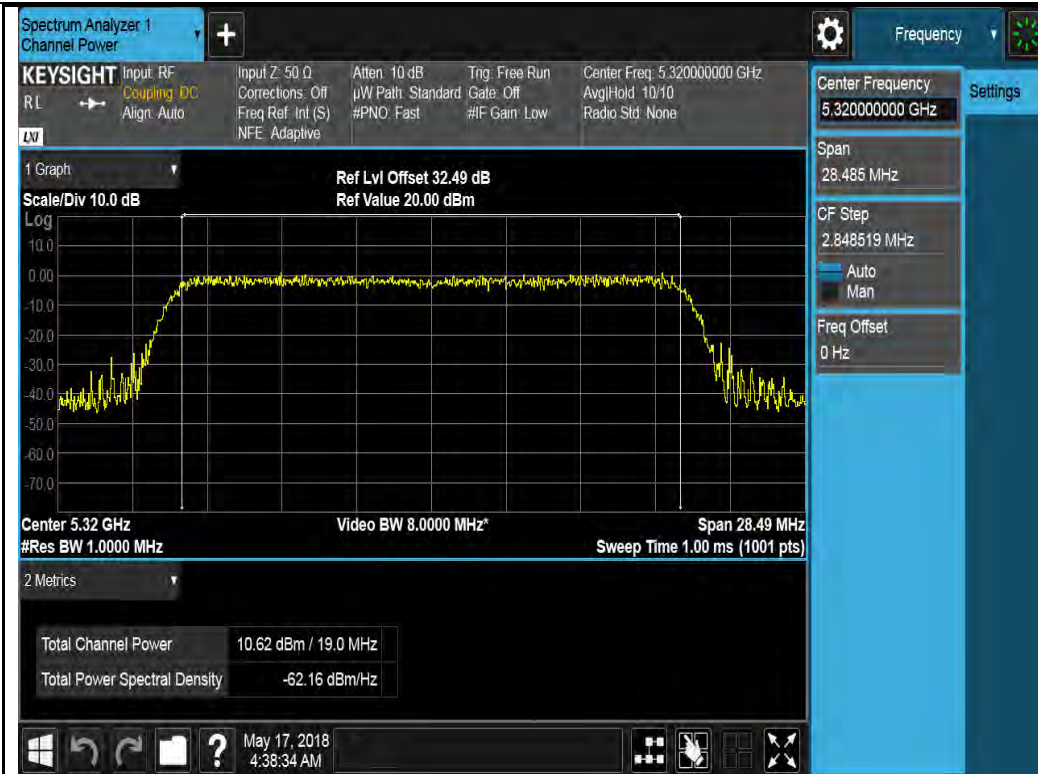 Spectrum Analyzer 1
Channel Power
+
Frequency
KEYSIGHT
RL
LXI
Input: RF
Coupling: DC
Align: Auto
Input Z: 50 Ω
Corrections: Off
Freq Ref: Int (S)
NFE: Adaptive
Atten: 10 dB
µW Path: Standard
#PNO: Fast
Trig: Free Run
Gate: Off
#IF Gain: Low
Center Freq: 5.320000000 GHz
Avg|Hold: 10/10
Radio Std: None
Center Frequency
5.320000000 GHz
Settings
Span
28.485 MHz
CF Step
2.848519 MHz
Auto
Man
Freq Offset
0 Hz
1 Graph
Scale/Div 10.0 dB
Ref Lvl Offset 32.49 dB
Ref Value 20.00 dBm
Log
10.0
0.00
-10.0
-20.0
-30.0
-40.0
-50.0
-60.0
-70.0
Center 5.32 GHz
#Res BW 1.0000 MHz
Video BW 8.0000 MHz*
Span 28.49 MHz
Sweep Time 1.00 ms (1001 pts)
2 Metrics
Total Channel Power 10.62 dBm / 19.0 MHz
Total Power Spectral Density -62.16 dBm/Hz
?
May 17, 2018
4:38:34 AM